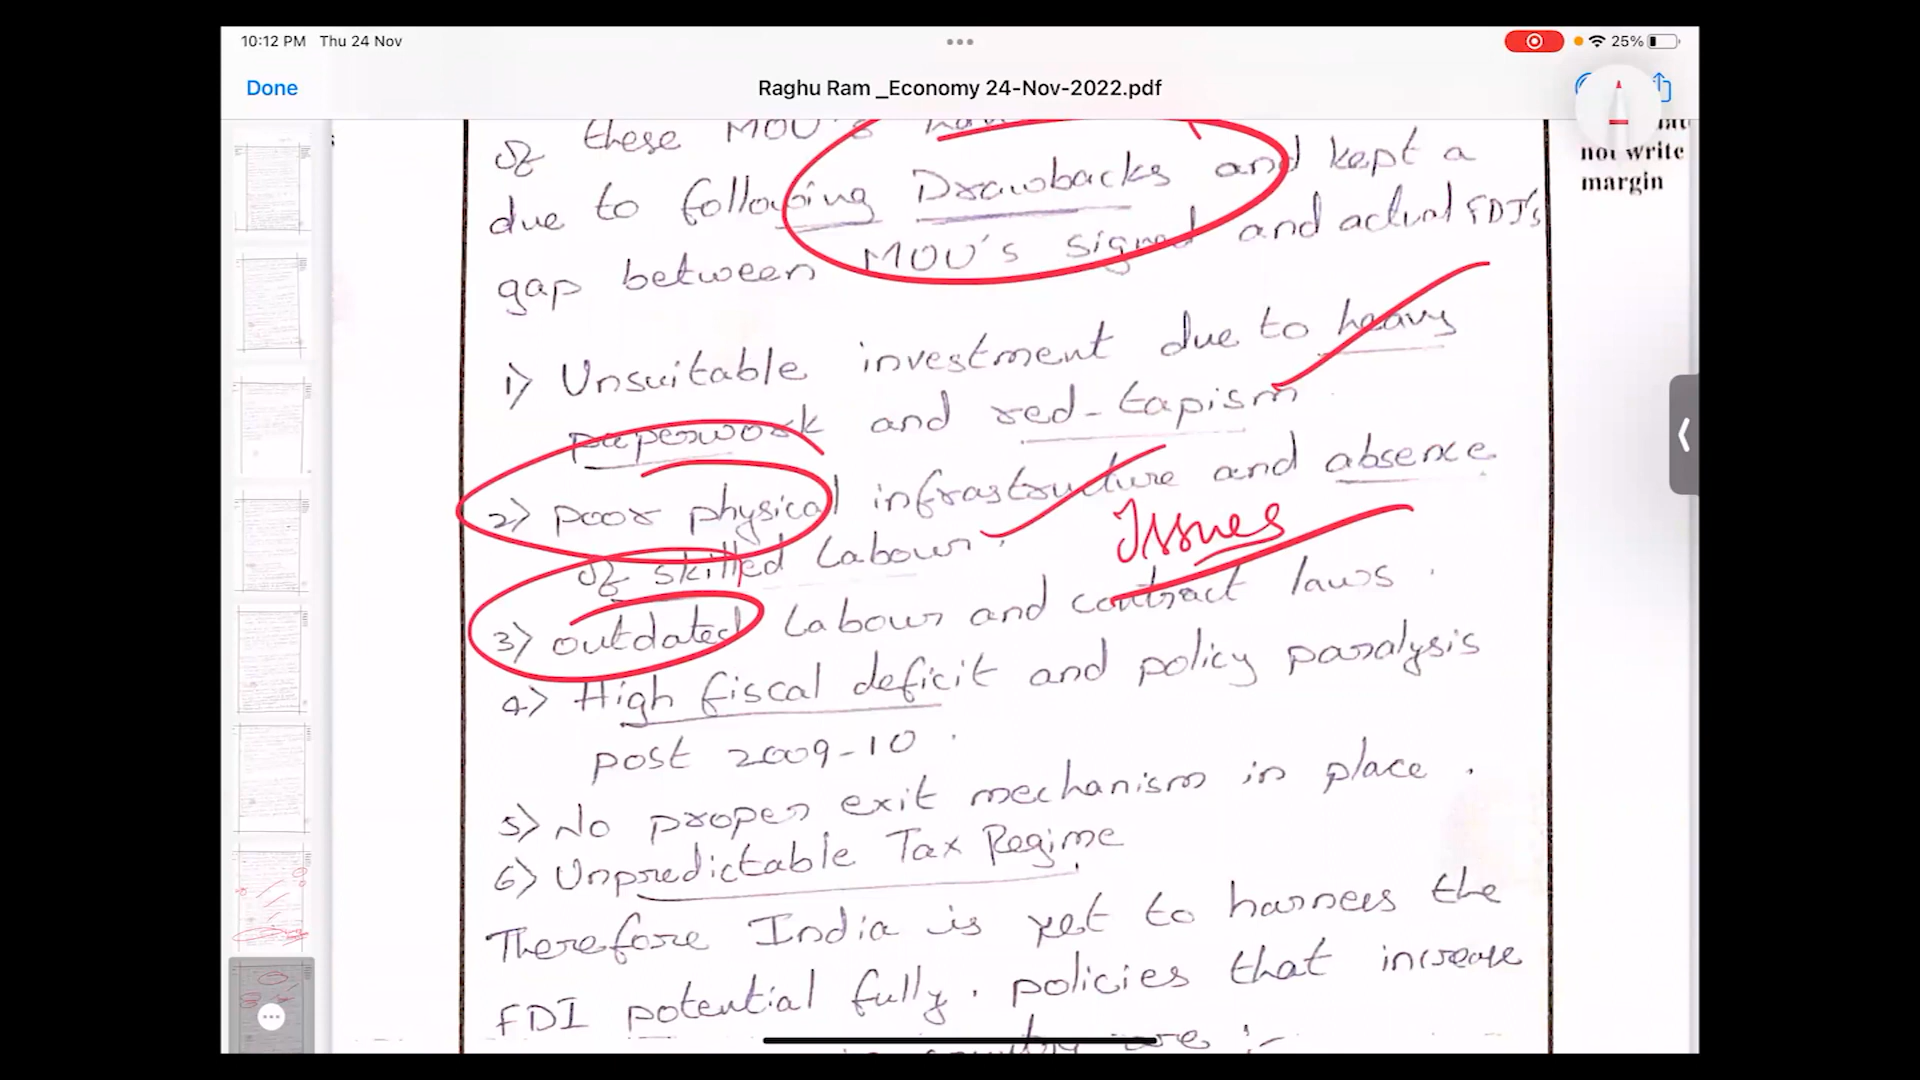 10:12 PM Thu 24 Nov
25%
Done
Raghu Ram _Economy 24-Nov-2022.pdf
not write
margin
of these MOU's
due to following Drawbacks and kept a
gap between MOU's signed and actual FDI's
1) Unsuitable investment due to heavy
paperwork and red-tapism
2) poor physical infrastructure and absence
of skilled labour.
Issues
3) outdated labour and contract laws.
4) High fiscal deficit and policy paralysis
post 2009-10.
5) No proper exit mechanism in place.
6) Unpredictable Tax Regime
Therefore India is yet to harness the
FDI potential fully. policies that increase
country are :-